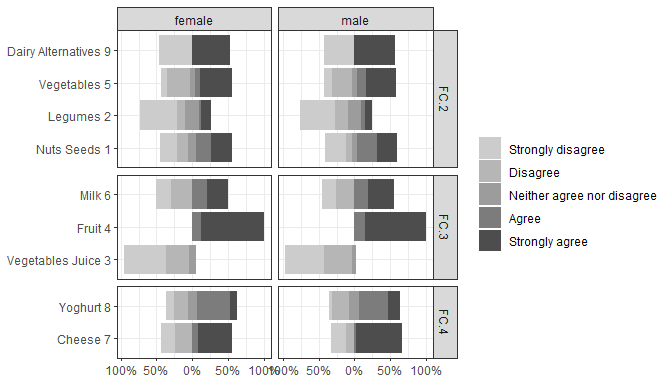 female
male
Dairy Alternatives 9
Vegetables 5
Legumes 2
Nuts Seeds 1
FC.2
Milk 6
Fruit 4
Vegetables Juice 3
FC.3
Yoghurt 8
Cheese 7
FC.4
100% 50% 0% 50% 100%
100% 50% 0% 50% 100%
Strongly disagree
Disagree
Neither agree nor disagree
Agree
Strongly agree